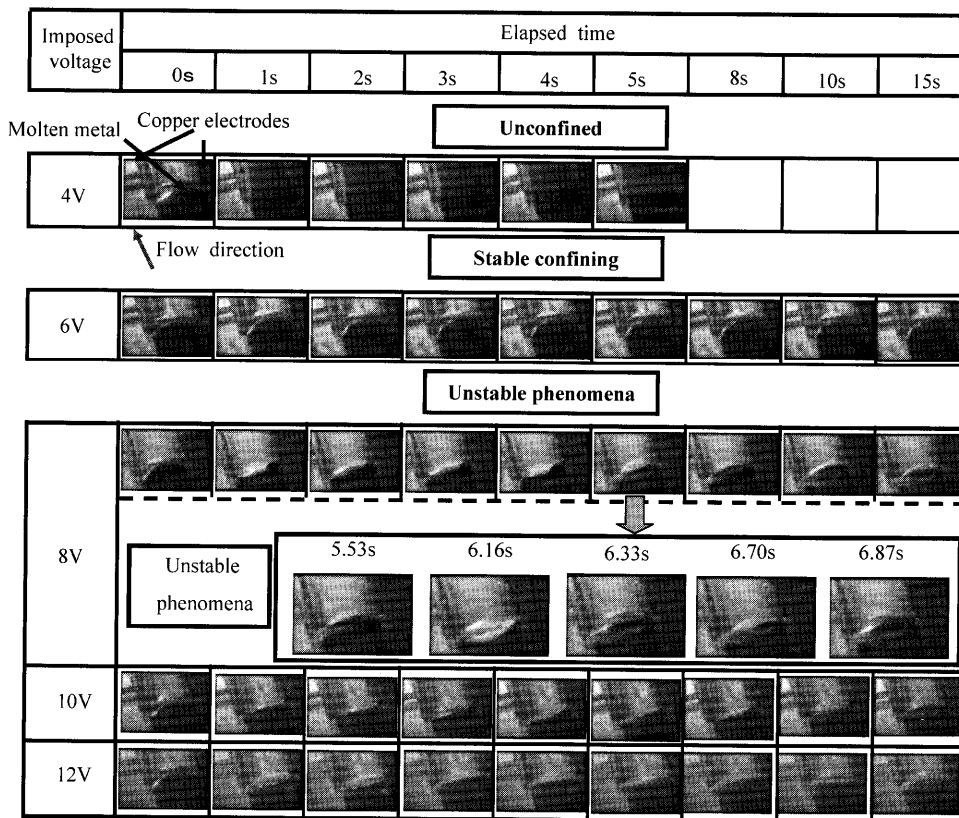 Imposed voltage
Elapsed time
0s 1s 2s 3s 4s 5s 8s 10s 15s
Molten metal
Copper electrodes
Unconfined
4V
Flow direction
Stable confining
6V
Unstable phenomena
8V
Unstable
phenomena
5.53s 6.16s 6.33s 6.70s 6.87s
10V
12V